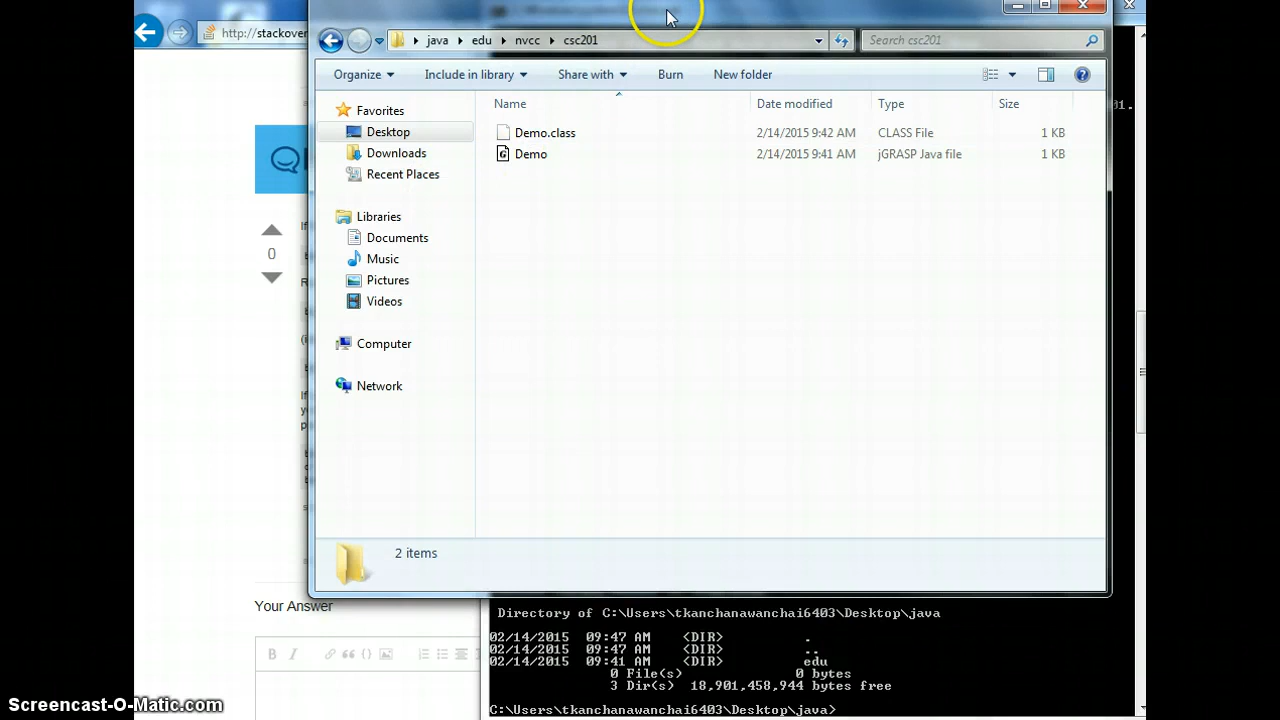 http://stackover
java edu nvcc csc201
Search csc201
Organize Include in library Share with Burn New folder
Name Date modified Type Size
Demo.class 2/14/2015 9:42 AM CLASS File 1 KB
Demo 2/14/2015 9:41 AM jGRASP Java file 1 KB
Favorites
Desktop
Downloads
Recent Places
Libraries
Documents
Music
Pictures
Videos
Computer
Network
2 items
0
Your Answer
B I
Directory of C:\Users\tkanchanawanchai6403\Desktop\java
02/14/2015 09:47 AM <DIR> .
02/14/2015 09:47 AM <DIR> ..
02/14/2015 09:41 AM <DIR> edu
0 File(s) 0 bytes
3 Dir(s) 18,901,458,944 bytes free
C:\Users\tkanchanawanchai6403\Desktop\java>
Screencast-O-Matic.com